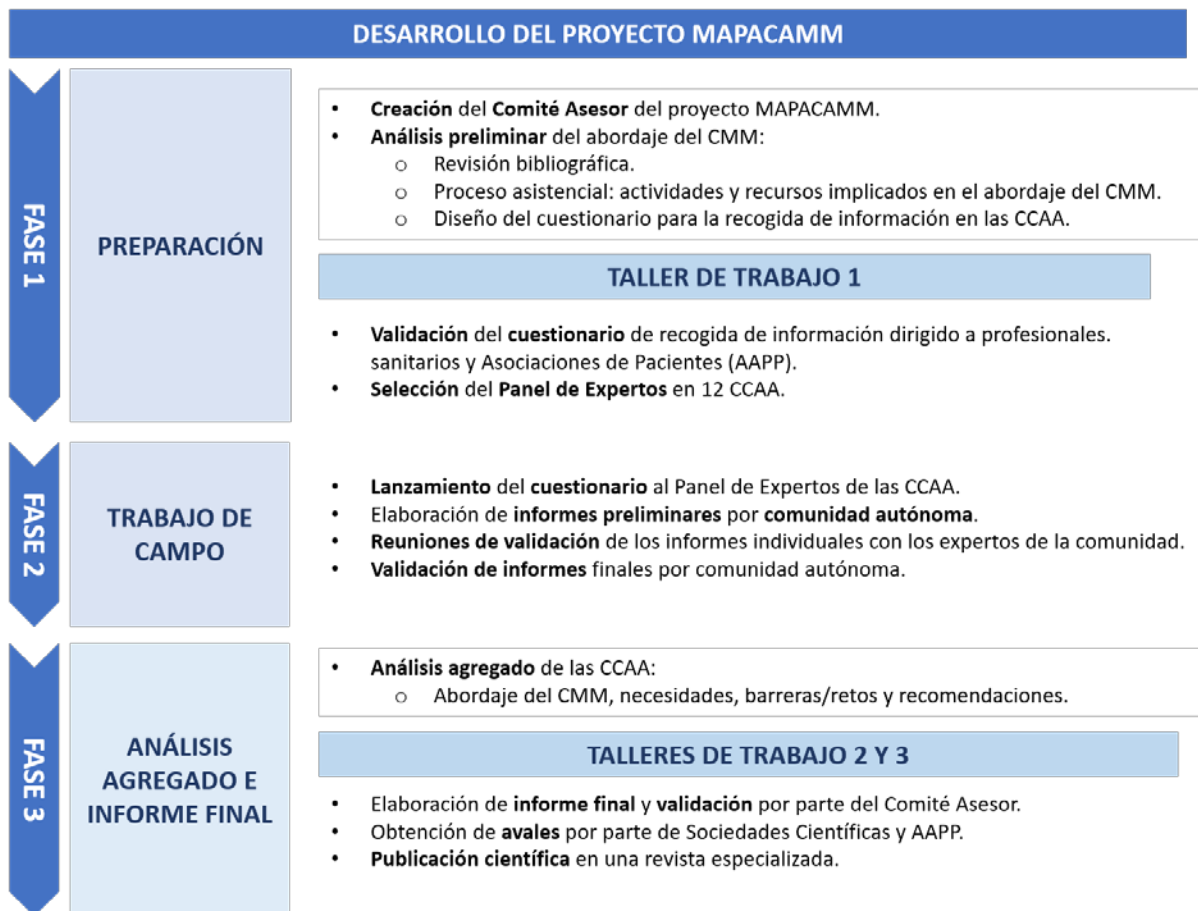 DESARROLLO DEL PROYECTO MAPACAMM
FASE 1
PREPARACIÓN
• Creación del Comité Asesor del proyecto MAPACAMM.
• Análisis preliminar del abordaje del CMM:
o Revisión bibliográfica.
o Proceso asistencial: actividades y recursos implicados en el abordaje del CMM.
o Diseño del cuestionario para la recogida de información en las CCAA.
TALLER DE TRABAJO 1
• Validación del cuestionario de recogida de información dirigido a profesionales.
sanitarios y Asociaciones de Pacientes (AAPP).
• Selección del Panel de Expertos en 12 CCAA.
FASE 2
TRABAJO DE
CAMPO
• Lanzamiento del cuestionario al Panel de Expertos de las CCAA.
• Elaboración de informes preliminares por comunidad autónoma.
• Reuniones de validación de los informes individuales con los expertos de la comunidad.
• Validación de informes finales por comunidad autónoma.
FASE 3
ANÁLISIS
AGREGADO E
INFORME FINAL
• Análisis agregado de las CCAA:
o Abordaje del CMM, necesidades, barreras/retos y recomendaciones.
TALLERES DE TRABAJO 2 Y 3
• Elaboración de informe final y validación por parte del Comité Asesor.
• Obtención de avales por parte de Sociedades Científicas y AAPP.
• Publicación científica en una revista especializada.